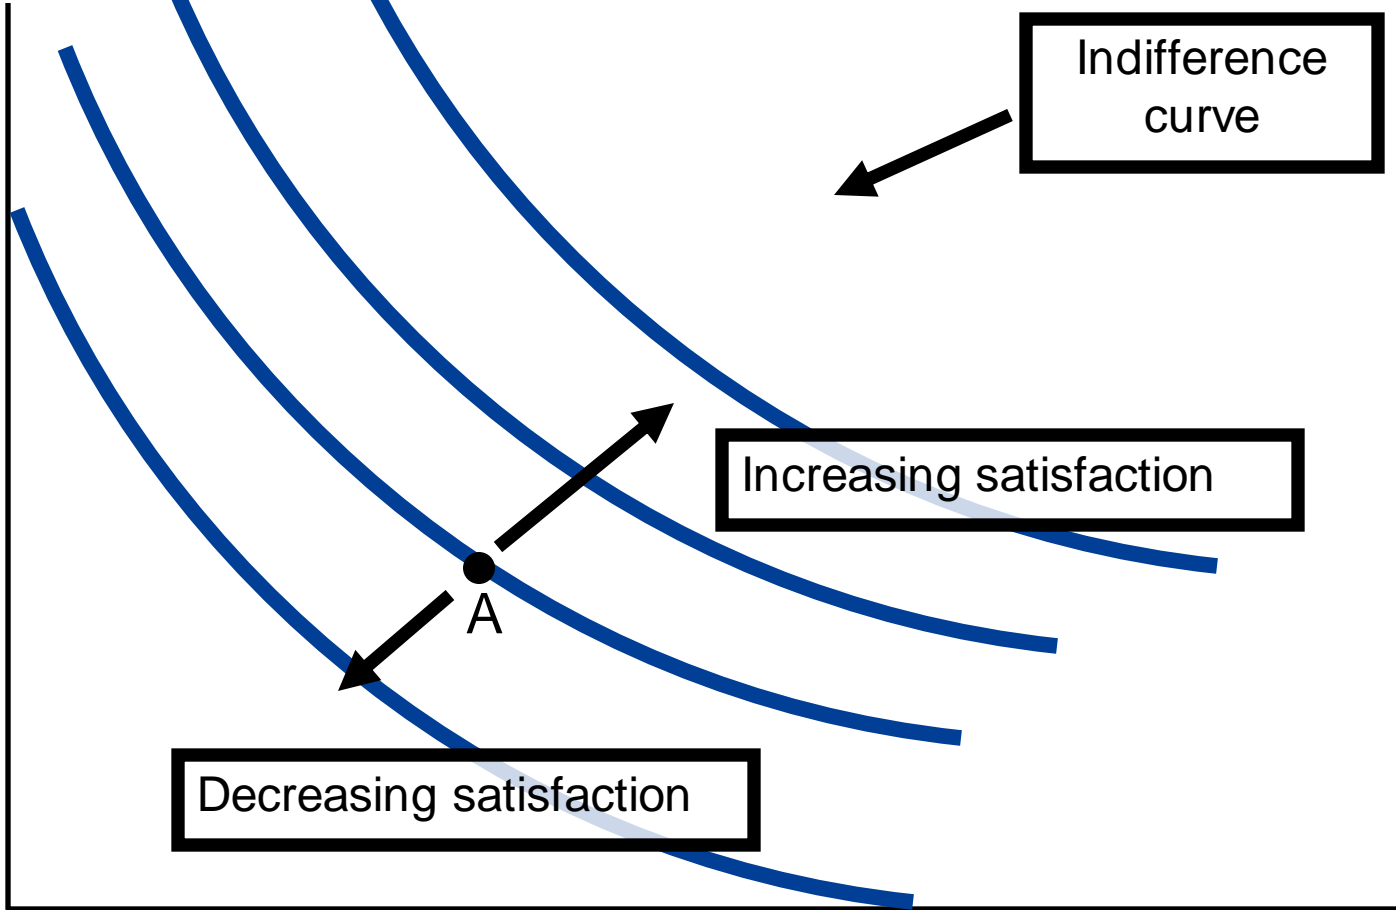 Indifference
curve
Increasing satisfaction
A
Decreasing satisfaction